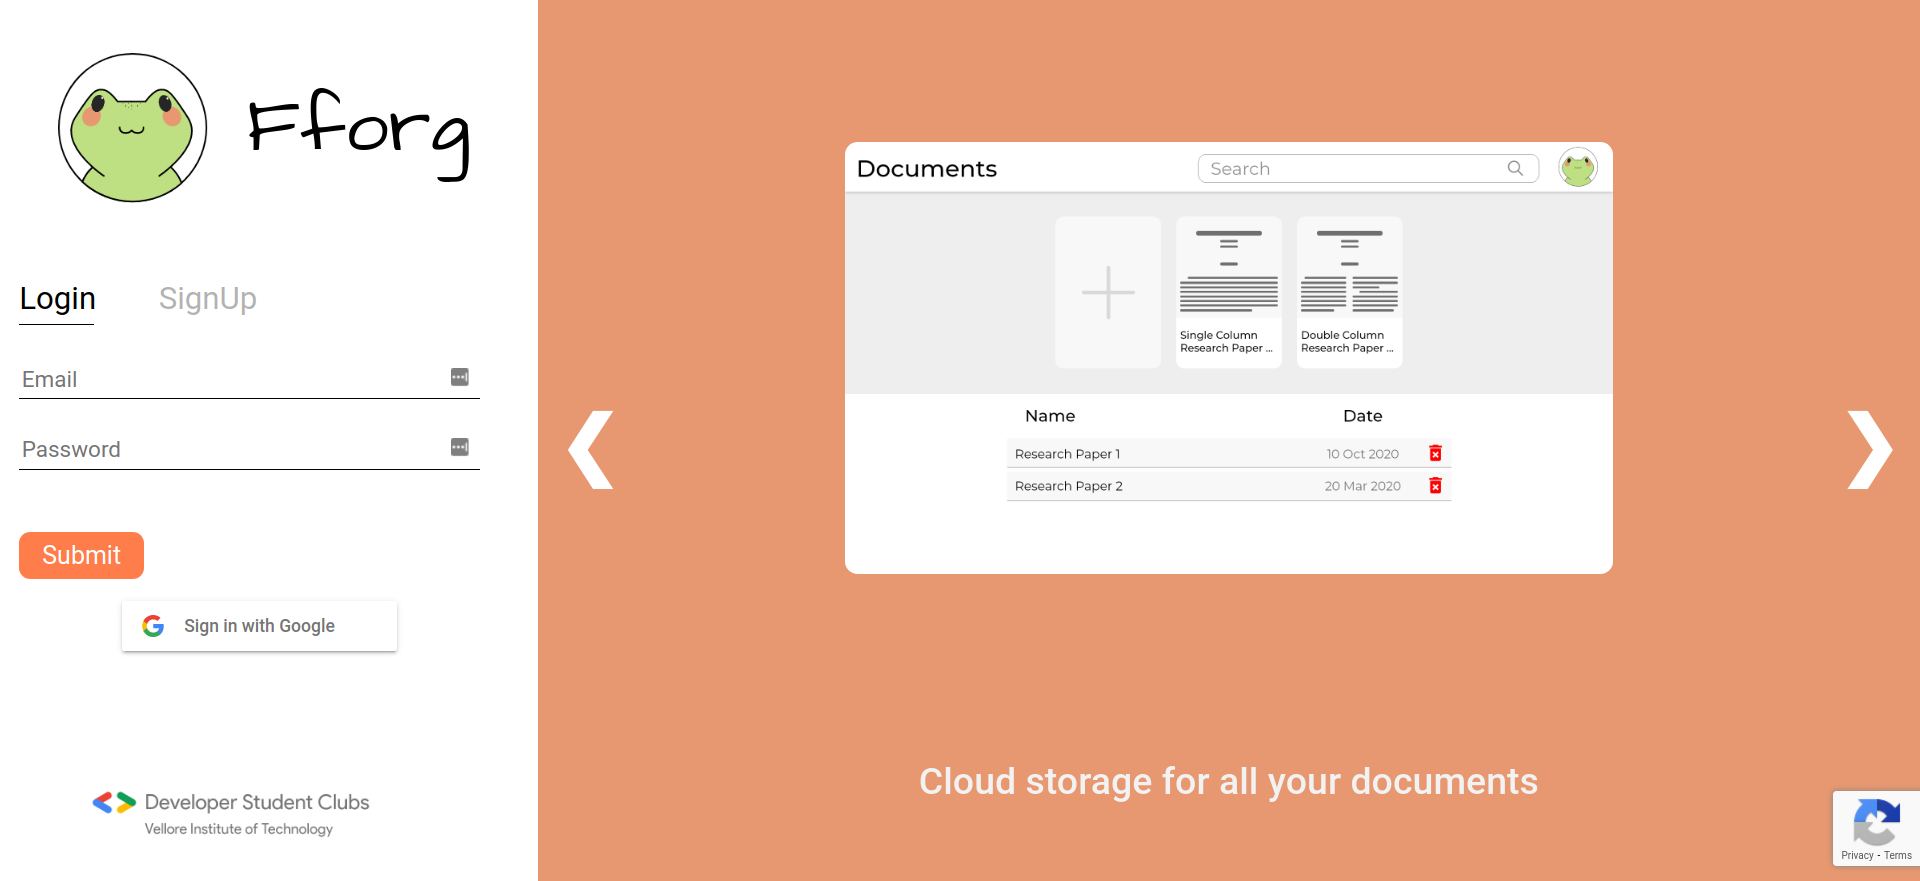 Fforg
Login
SignUp
Email
Password
Submit
Sign in with Google
Developer Student Clubs
Vellore Institute of Technology
Documents
Search
Single Column
Research Paper ...
Double Column
Research Paper ...
Name Date
Research Paper 1 10 Oct 2020
Research Paper 2 20 Mar 2020
Cloud storage for all your documents
Privacy - Terms